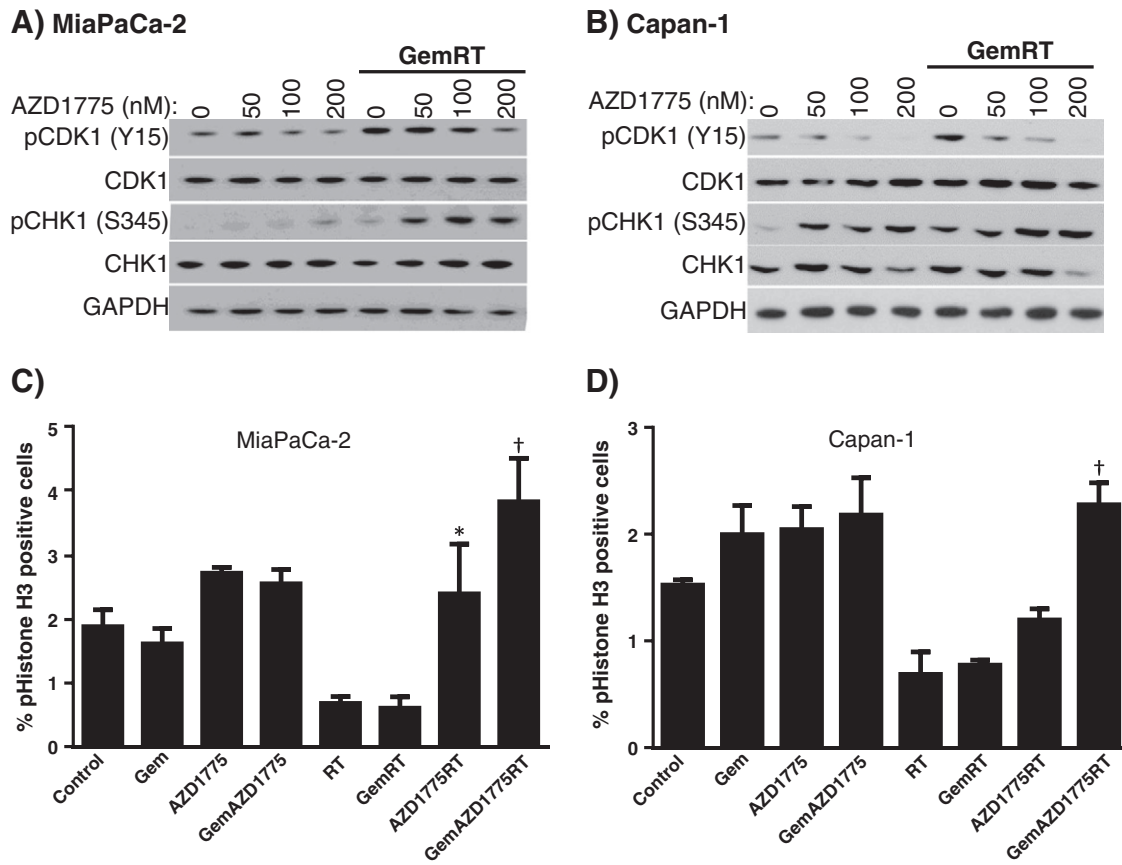 A) MiaPaCa-2
GemRT
AZD1775 (nM): 0 50 100 200 0 50 100 200
pCDK1 (Y15)
CDK1
pCHK1 (S345)
CHK1
GAPDH
B) Capan-1
GemRT
AZD1775 (nM): 0 50 100 200 0 50 100 200
pCDK1 (Y15)
CDK1
pCHK1 (S345)
CHK1
GAPDH
C)
MiaPaCa-2
% pHistone H3 positive cells
5
4
3
2
1
0
*
†
Control
Gem
AZD1775
GemAZD1775
RT
GemRT
AZD1775RT
GemAZD1775RT
D)
Capan-1
% pHistone H3 positive cells
3
2
1
0
†
Control
Gem
AZD1775
GemAZD1775
RT
GemRT
AZD1775RT
GemAZD1775RT